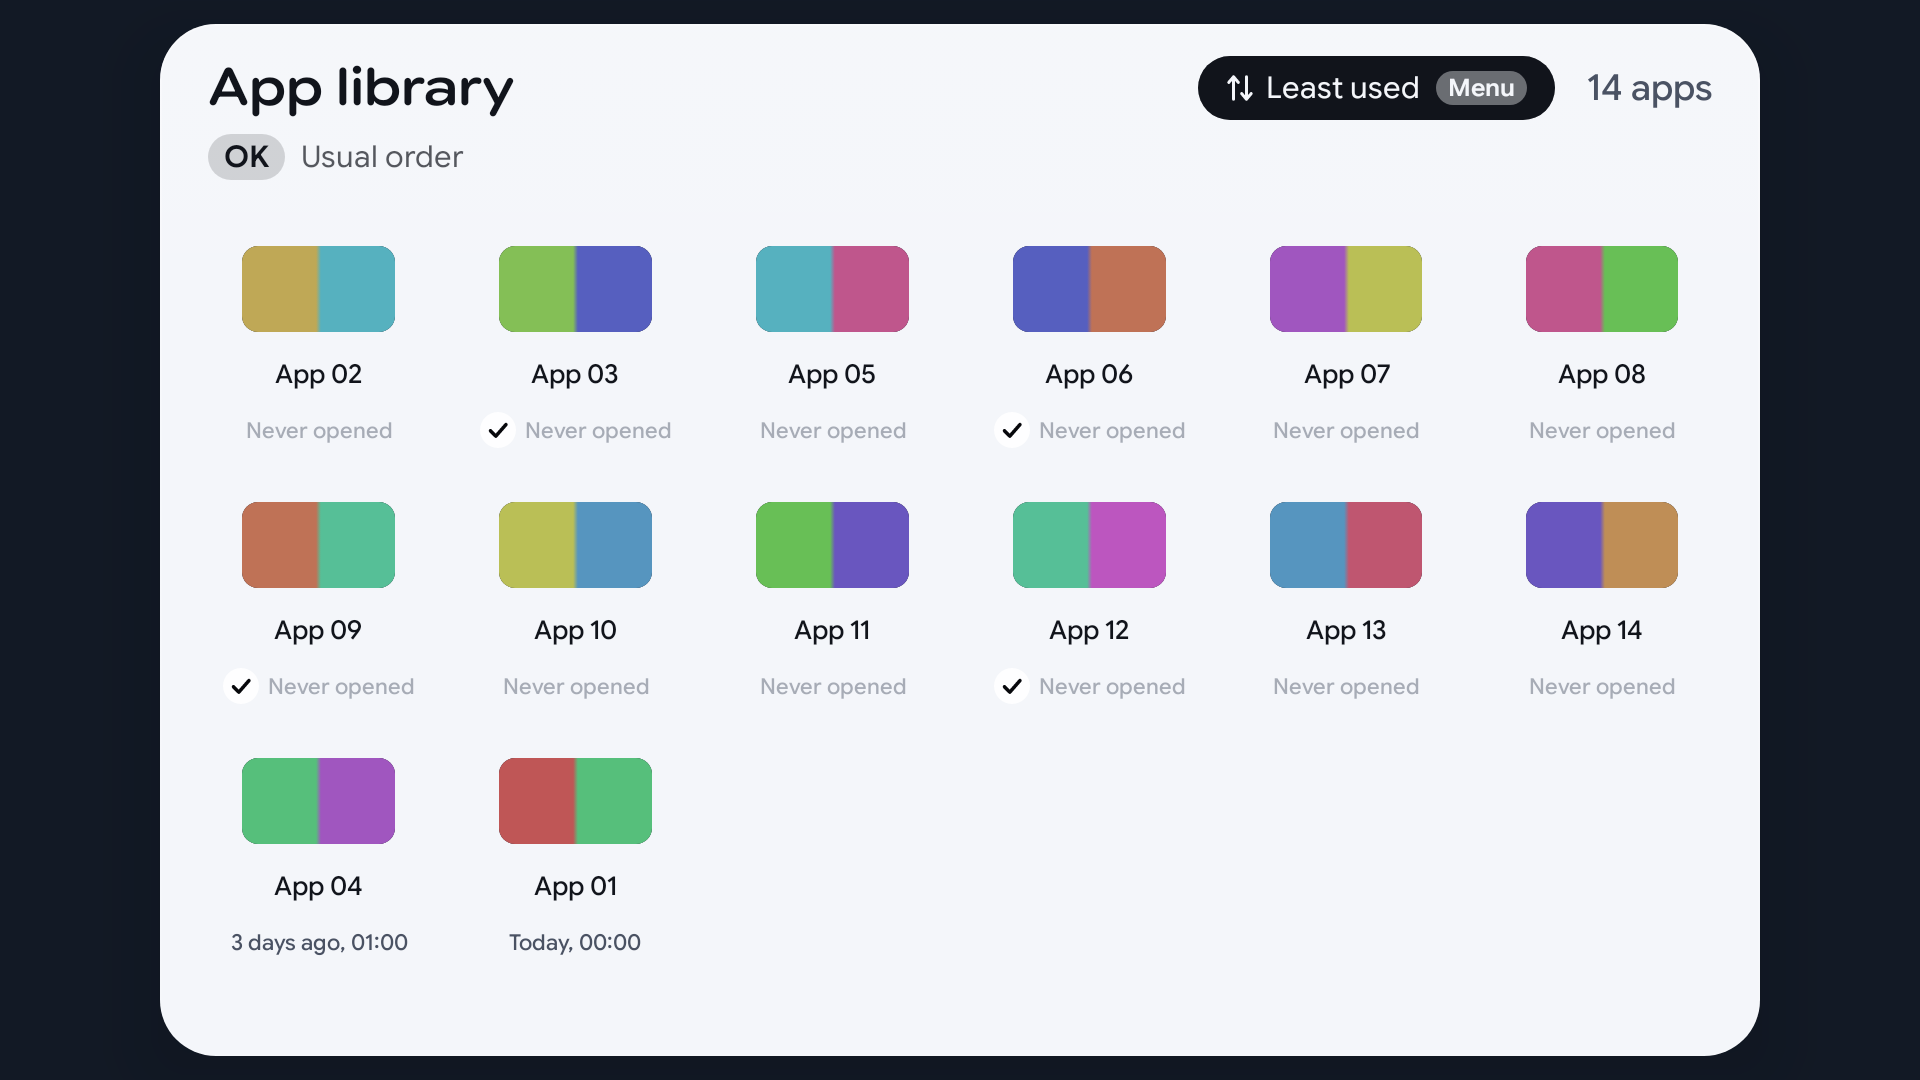 App library
Least used Menu
14 apps
OK Usual order
App 02
App 03
App 05
App 06
App 07
App 08
Never opened
Never opened
Never opened
Never opened
Never opened
Never opened
App 09
App 10
App 11
App 12
App 13
App 14
Never opened
Never opened
Never opened
Never opened
Never opened
Never opened
App 04
App 01
3 days ago, 01:00
Today, 00:00